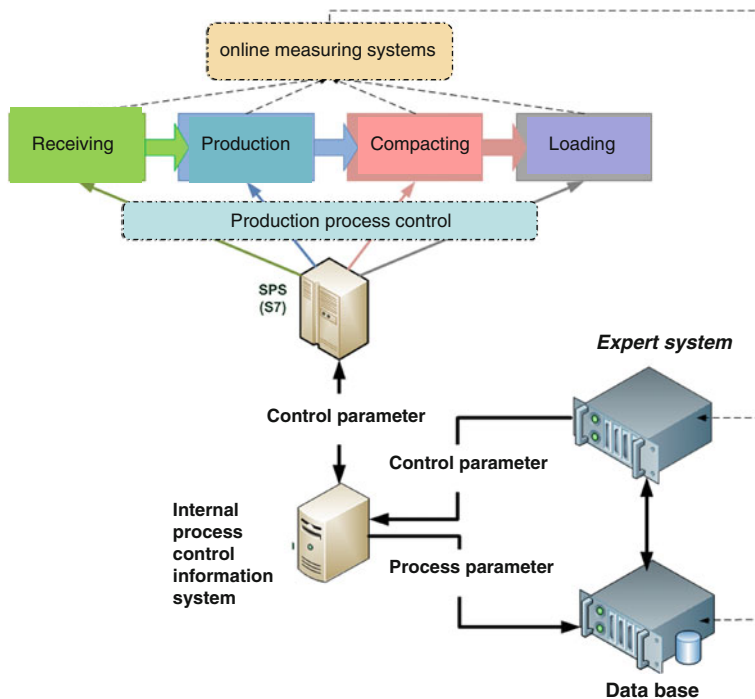 online measuring systems
Receiving
Production
Compacting
Loading
Production process control
SPS
(S7)
Expert system
Control parameter
Control parameter
Internal
process
control
information
system
Process parameter
Data base